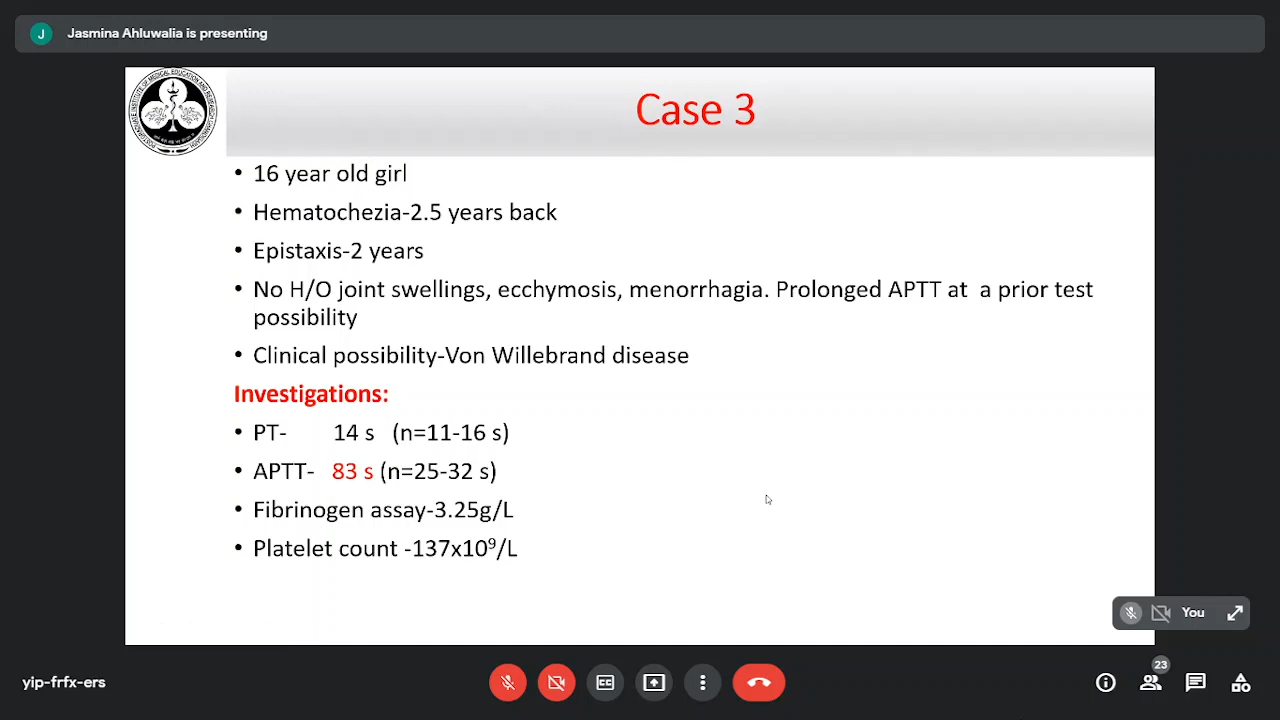 J
Jasmina Ahluwalia is presenting
Case 3
• 16 year old girl
• Hematochezia-2.5 years back
• Epistaxis-2 years
• No H/O joint swellings, ecchymosis, menorrhagia. Prolonged APTT at a prior test
possibility
• Clinical possibility-Von Willebrand disease
Investigations:
• PT- 14 s (n=11-16 s)
• APTT- 83 s (n=25-32 s)
• Fibrinogen assay-3.25g/L
• Platelet count -137x10⁹/L
You
yip-frfx-ers
CC
23